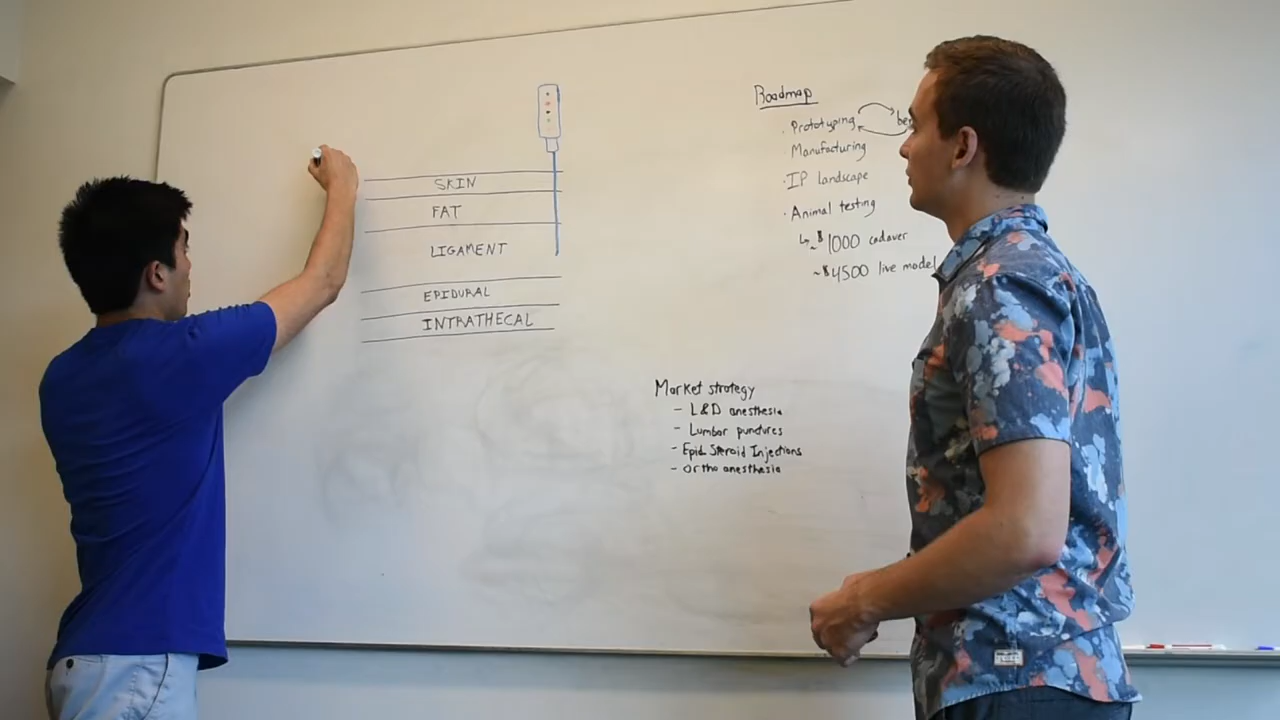 SKIN
FAT
LIGAMENT
EPIDURAL
INTRATHECAL
Roadmap
· Prototyping
Manufacturing
· IP landscape
· Animal testing
↳ ~$1000 cadaver
~$4500 live model
Market strategy
- L&D anesthesia
- Lumbar punctures
- Epid Steroid Injections
- Ortho anesthesia